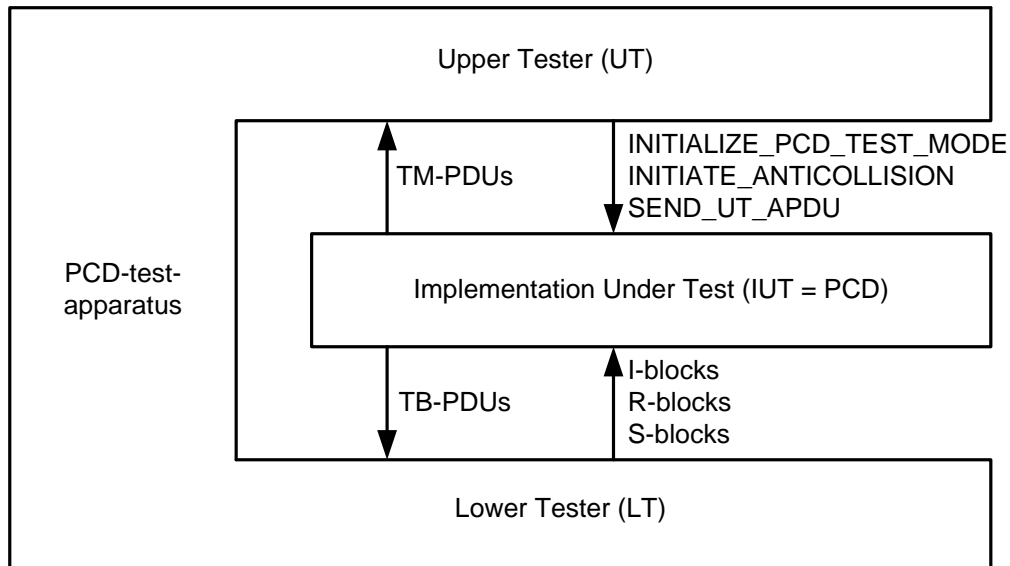 Upper Tester (UT)
TM-PDUs
INITIALIZE_PCD_TEST_MODE
INITIATE_ANTICOLLISION
SEND_UT_APDU
PCD-test-
apparatus
Implementation Under Test (IUT = PCD)
TB-PDUs
I-blocks
R-blocks
S-blocks
Lower Tester (LT)